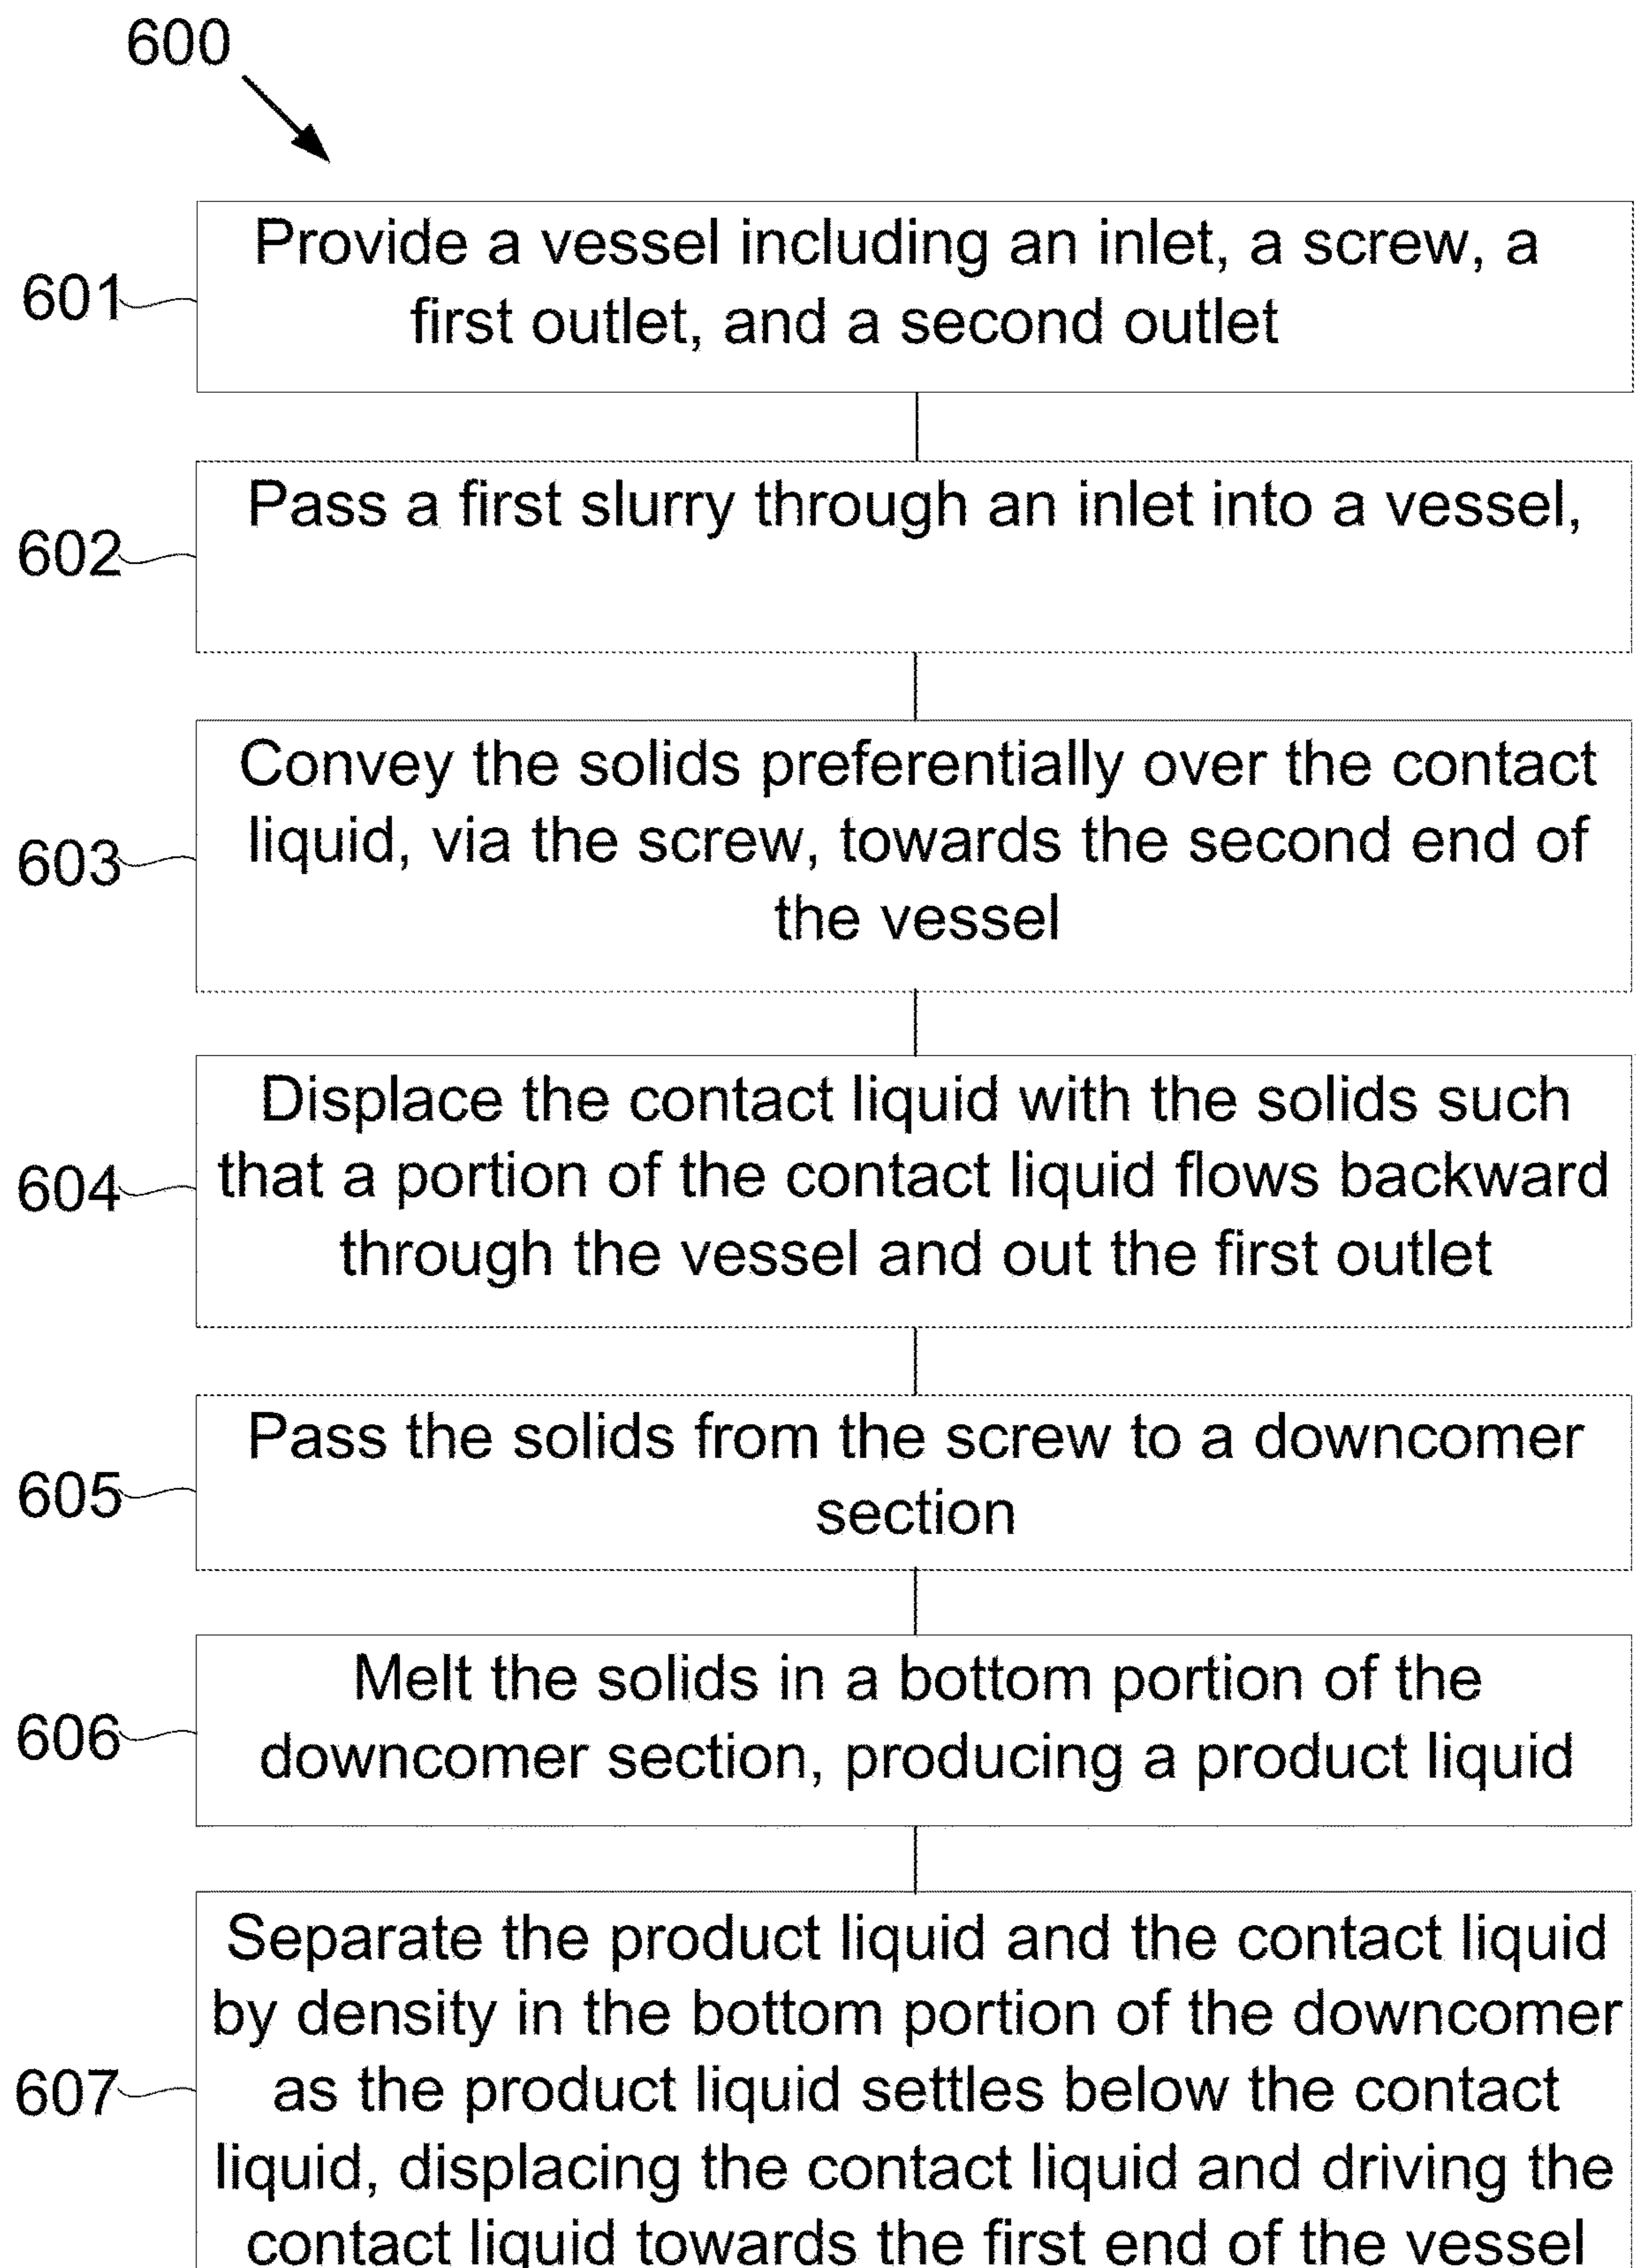 600
601
Provide a vessel including an inlet, a screw, a
first outlet, and a second outlet
602
Pass a first slurry through an inlet into a vessel,
603
Convey the solids preferentially over the contact
liquid, via the screw, towards the second end of
the vessel
604
Displace the contact liquid with the solids such
that a portion of the contact liquid flows backward
through the vessel and out the first outlet
605
Pass the solids from the screw to a downcomer
section
606
Melt the solids in a bottom portion of the
downcomer section, producing a product liquid
607
Separate the product liquid and the contact liquid
by density in the bottom portion of the downcomer
as the product liquid settles below the contact
liquid, displacing the contact liquid and driving the
contact liquid towards the first end of the vessel